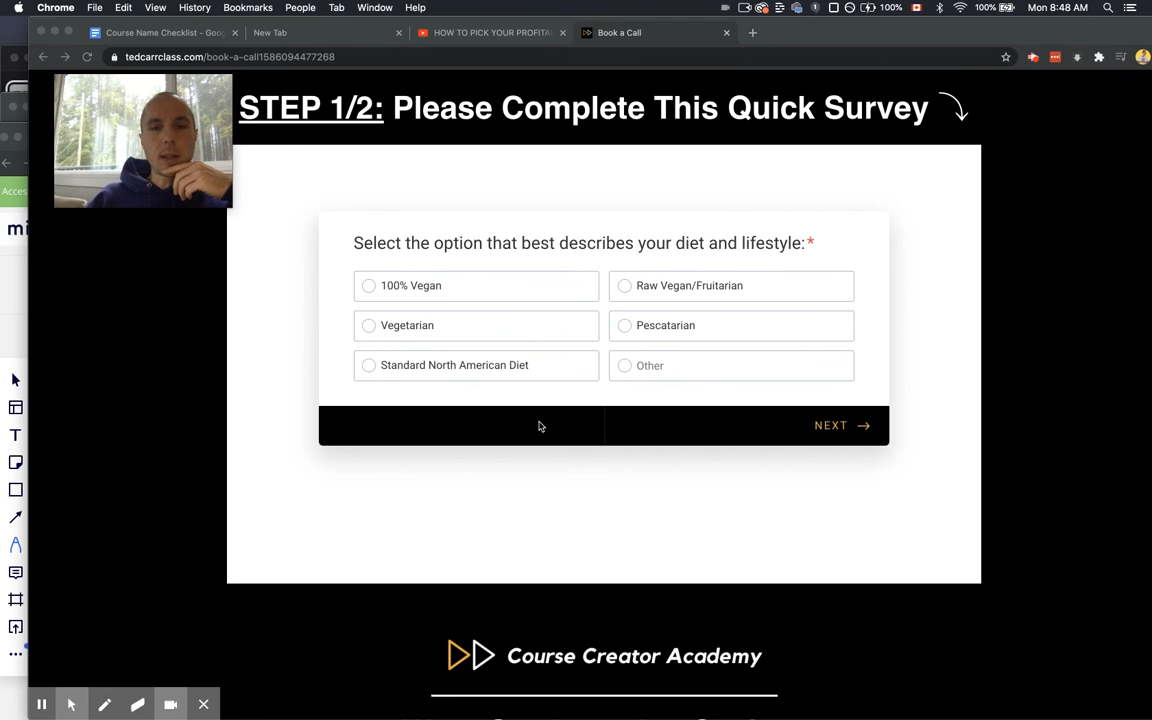 Chrome File Edit View History Bookmarks People Tab Window Help 100% 100% Mon 8:48 AM
Course Name Checklist - Goo
New Tab
HOW TO PICK YOUR PROFITA
Book a Call
tedcarrclass.com/book-a-call1586094477268
STEP 1/2: Please Complete This Quick Survey
Acces
mi
Select the option that best describes your diet and lifestyle:*
100% Vegan
Raw Vegan/Fruitarian
Vegetarian
Pescatarian
Standard North American Diet
Other
NEXT
Course Creator Academy